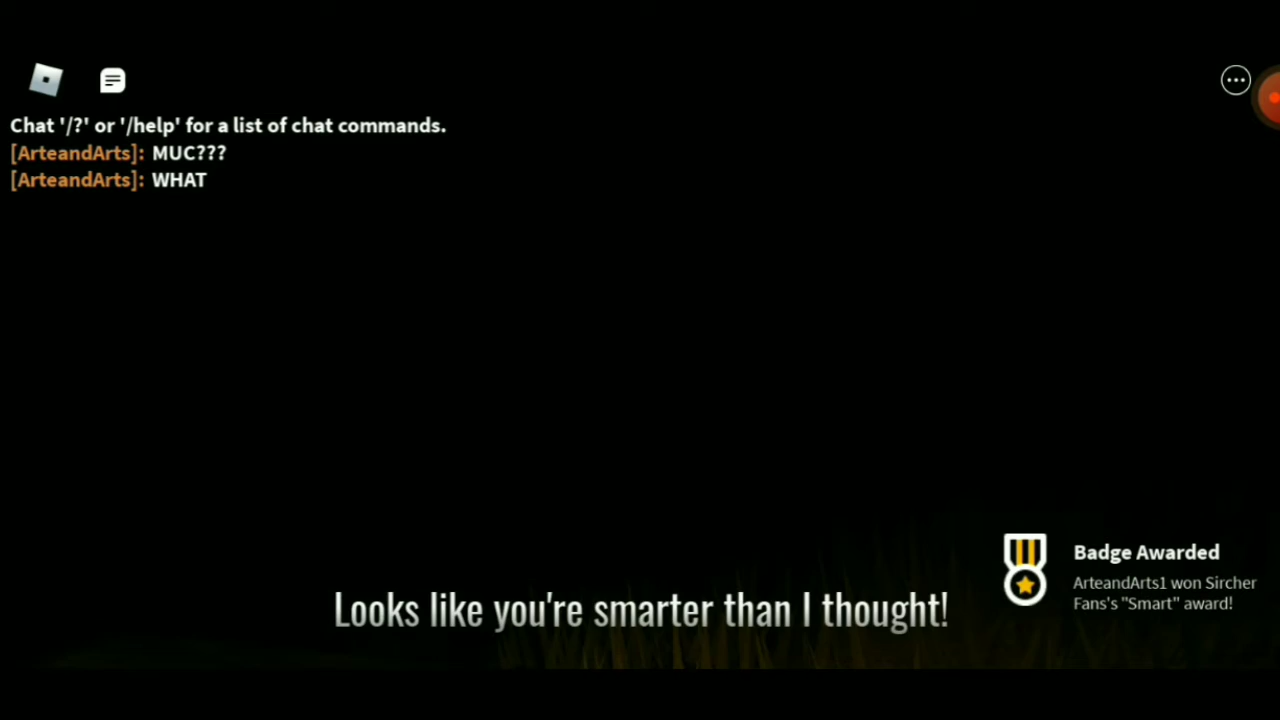 Chat '/?' or '/help' for a list of chat commands.
[ArteandArts]: MUC???
[ArteandArts]: WHAT
Badge Awarded
ArteandArts1 won Sircher
Fans's "Smart" award!
Looks like you're smarter than I thought!